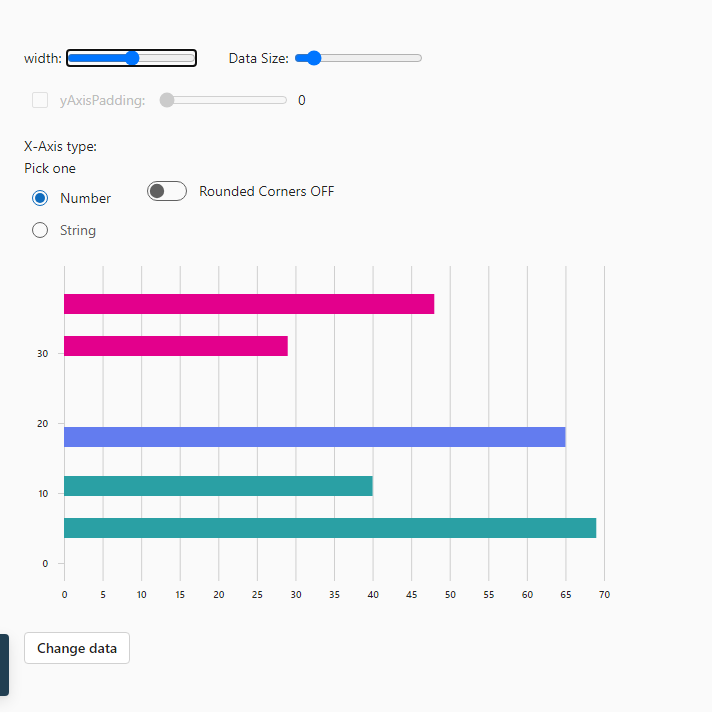 width: Data Size:
yAxisPadding: 0
X-Axis type:
Pick one
Number Rounded Corners OFF
String
30
20
10
0
0 5 10 15 20 25 30 35 40 45 50 55 60 65 70
Change data